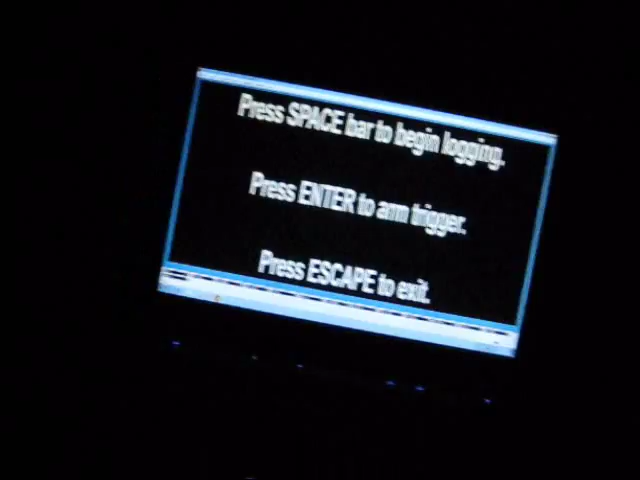 Press SPACE bar to begin logging.
Press ENTER to arm trigger.
Press ESCAPE to exit.